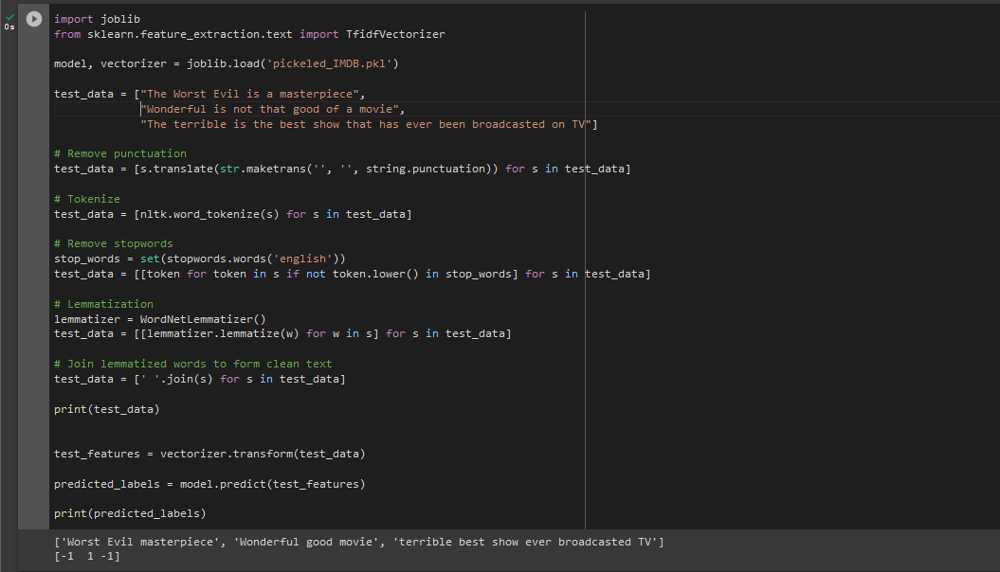 0s
import joblib
from sklearn.feature_extraction.text import TfidfVectorizer
model, vectorizer = joblib.load('pickeled_IMDB.pkl')
test_data = ["The Worst Evil is a masterpiece",
"Wonderful is not that good of a movie",
"The terrible is the best show that has ever been broadcasted on TV"]
# Remove punctuation
test_data = [s.translate(str.maketrans('', '', string.punctuation)) for s in test_data]
# Tokenize
test_data = [nltk.word_tokenize(s) for s in test_data]
# Remove stopwords
stop_words = set(stopwords.words('english'))
test_data = [[token for token in s if not token.lower() in stop_words] for s in test_data]
# Lemmatization
lemmatizer = WordNetLemmatizer()
test_data = [[lemmatizer.lemmatize(w) for w in s] for s in test_data]
# Join lemmatized words to form clean text
test_data = [' '.join(s) for s in test_data]
print(test_data)
test_features = vectorizer.transform(test_data)
predicted_labels = model.predict(test_features)
print(predicted_labels)
['Worst Evil masterpiece', 'Wonderful good movie', 'terrible best show ever broadcasted TV']
[-1  1 -1]